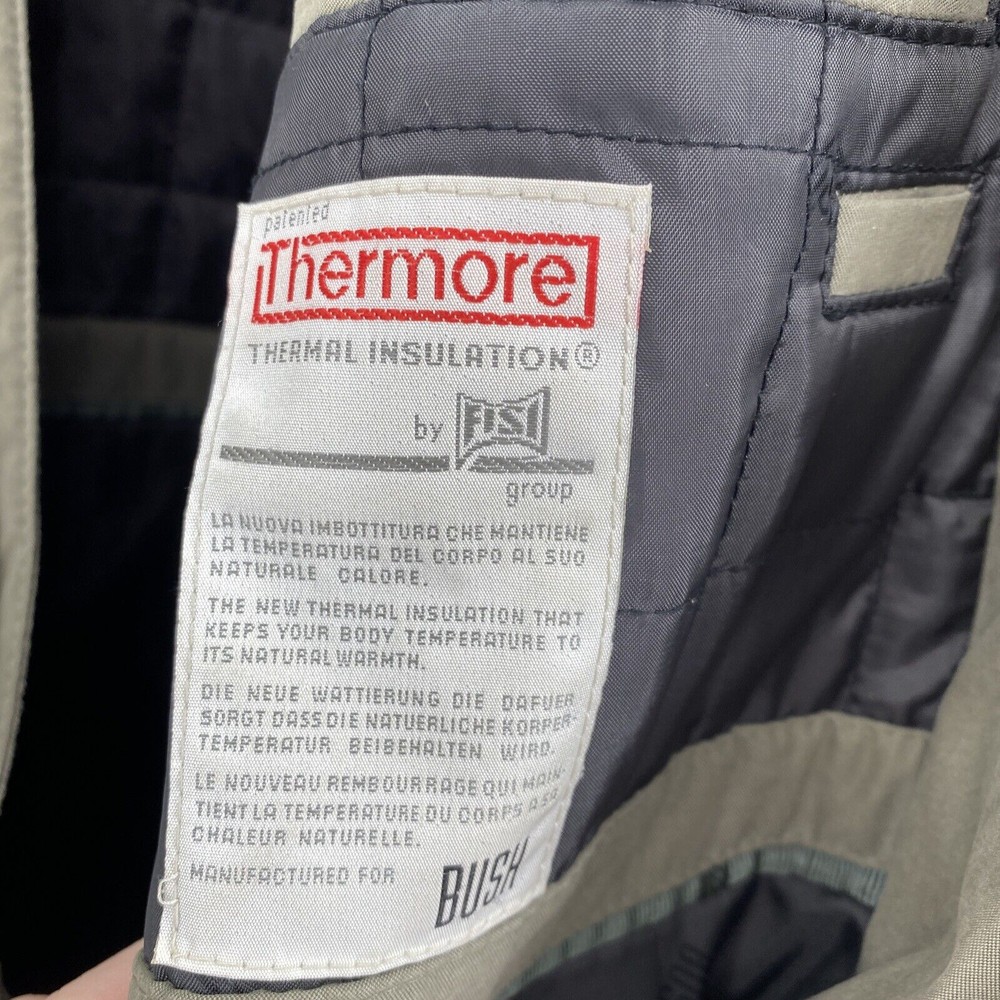 patented
Thermore
THERMAL INSULATION®
by FISI
group
LA NUOVA IMBOTTITURA CHE MANTIENE
LA TEMPERATURA DEL CORPO AL SUO
NATURALE CALORE.
THE NEW THERMAL INSULATION THAT
KEEPS YOUR BODY TEMPERATURE TO
ITS NATURAL WARMTH.
DIE NEUE WATTIERUNG DIE DAFUER
SORGT DASS DIE NATUERLICHE KORPER-
TEMPERATUR BEIBEHALTEN WIRD.
LE NOUVEAU REMBOURRAGE QUI MAIN-
TIENT LA TEMPERATURE DU CORPS A SA
CHALEUR NATURELLE.
MANUFACTURED FOR BUSH